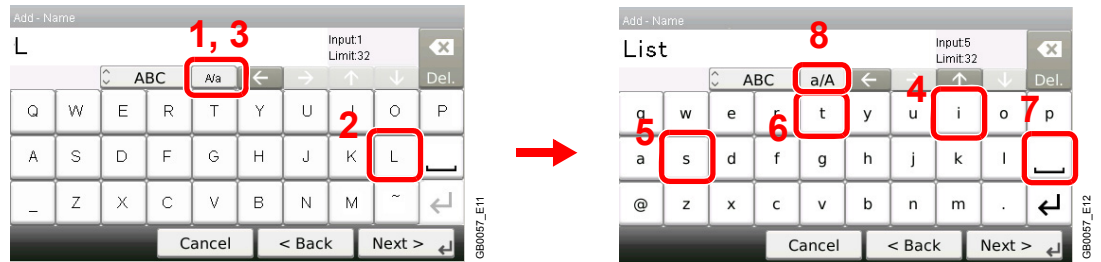 Add - Name
L
1, 3
Input:1
Limit:32
ABC
A/a
Del.
Q W E R T Y U I O P
2
A S D F G H J K L
_ Z X C V B N M ~
Cancel
< Back
Next >
GB0057_E11
Add - Name
List
8
Input:5
Limit:32
ABC
a/A
Del.
4
7
q w e r t y u i o p
5
6
a s d f g h j k l
@ z x c v b n m .
Cancel
< Back
Next >
GB0057_E12